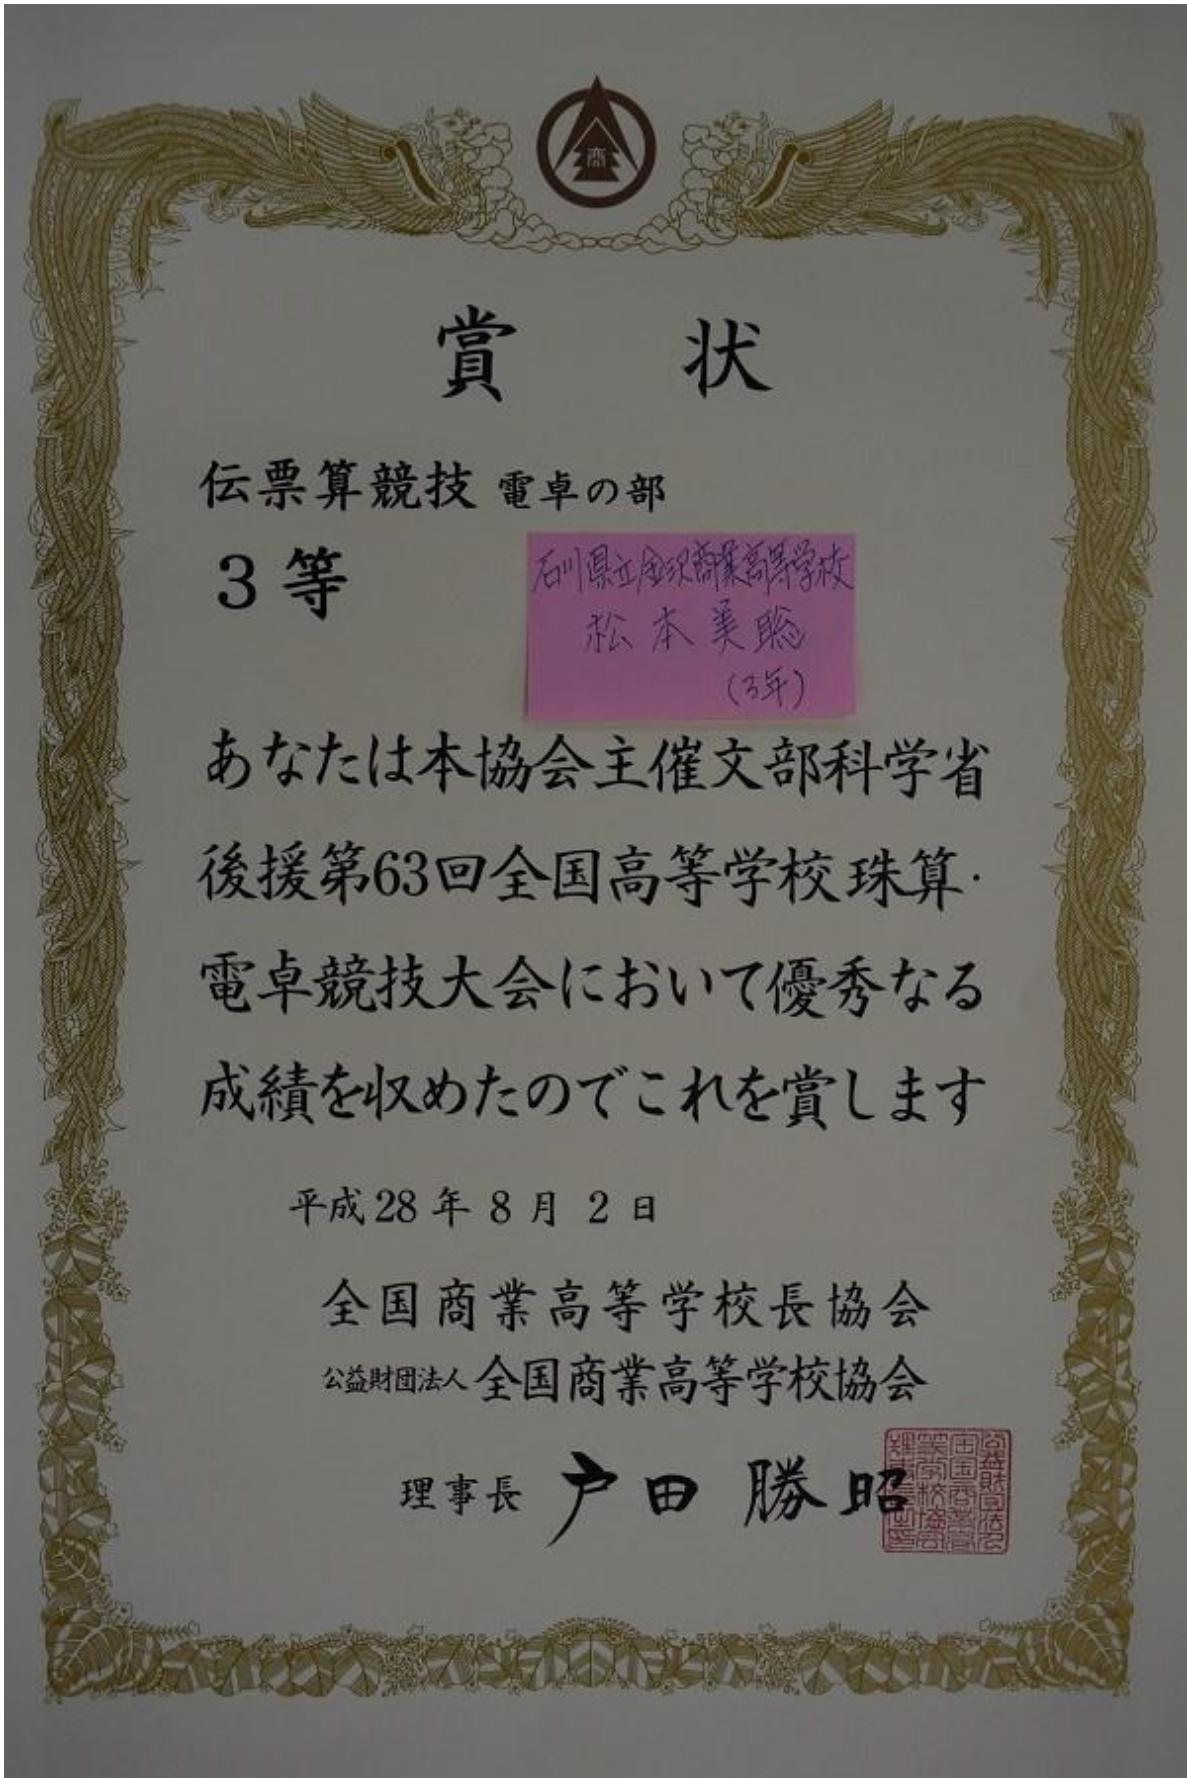 商
賞状
伝票算競技 電卓の部
3等
石川県立金沢商業高等学校
松本美聡
(3年)
あなたは本協会主催文部科学省
後援第63回全国高等学校珠算・
電卓競技大会において優秀なる
成績を収めたのでこれを賞します
平成28年8月2日
全国商業高等学校長協会
公益財団法人 全国商業高等学校協会
理事長 戸田勝昭